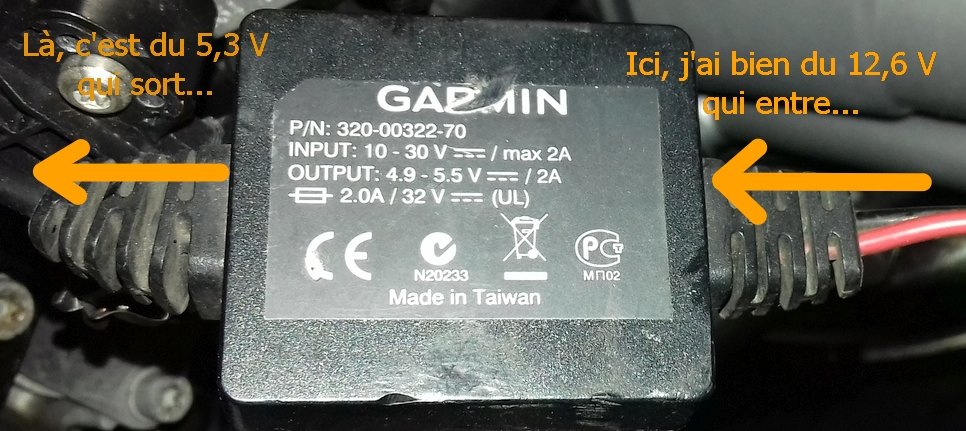 Là, c'est du 5,3 V
qui sort...
Ici, j'ai bien du 12,6 V
qui entre...
GARMIN
P/N: 320-00322-70
INPUT: 10 - 30 V ⎓ / max 2A
OUTPUT: 4.9 - 5.5 V ⎓ / 2A
2.0A / 32 V ⎓ (UL)
CE
N20233
PCT
МП02
Made in Taiwan